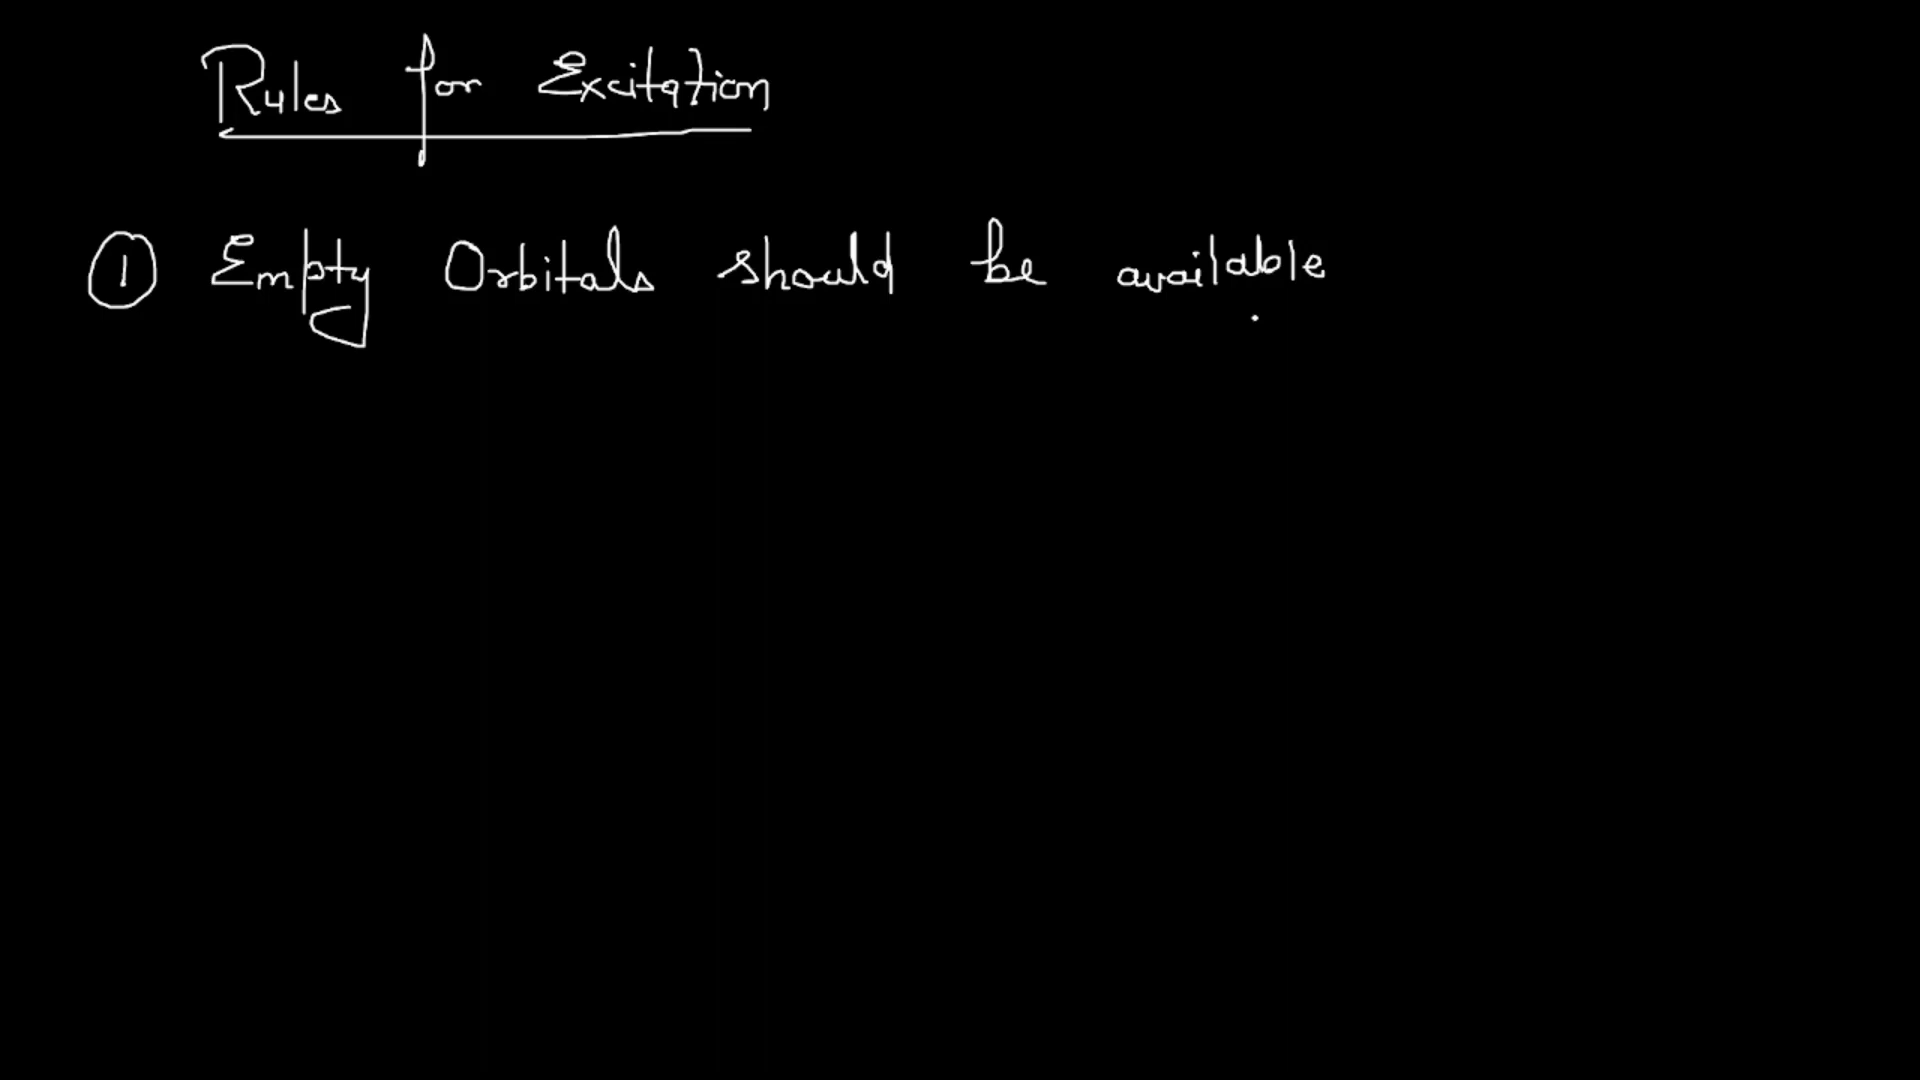 Rules for Excitation
① Empty Orbitals should be available